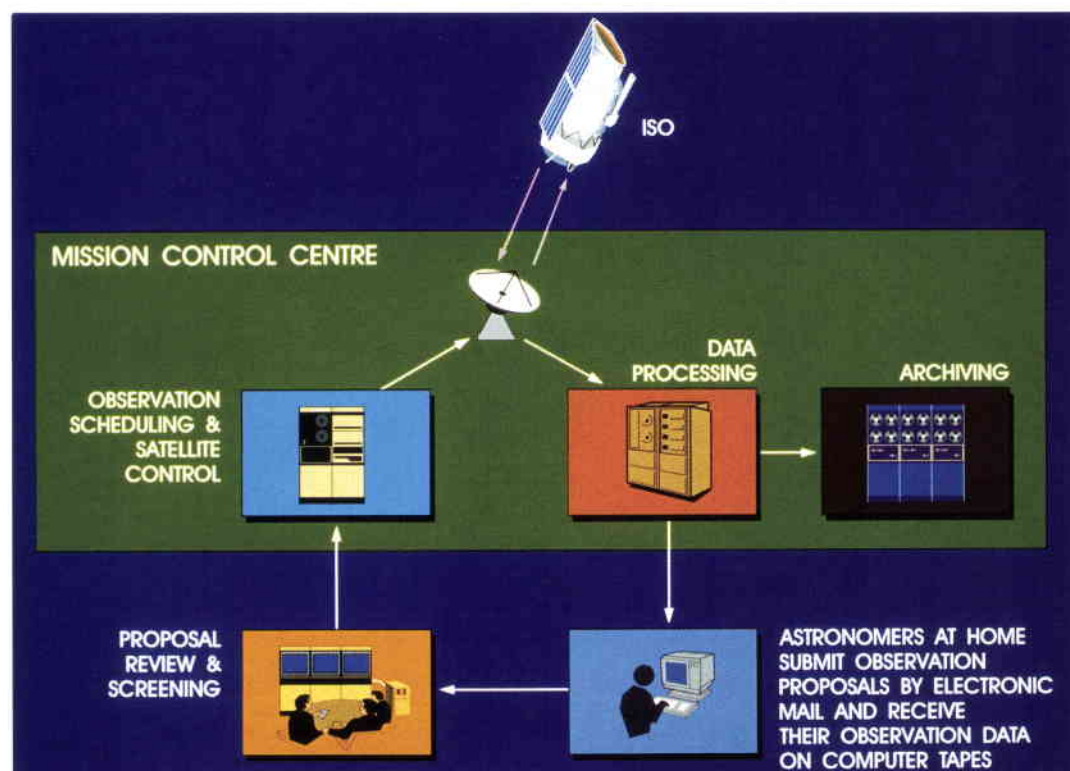 ISO
MISSION CONTROL CENTRE
DATA
PROCESSING
ARCHIVING
OBSERVATION
SCHEDULING &
SATELLITE
CONTROL
PROPOSAL
REVIEW &
SCREENING
ASTRONOMERS AT HOME
SUBMIT OBSERVATION
PROPOSALS BY ELECTRONIC
MAIL AND RECEIVE
THEIR OBSERVATION DATA
ON COMPUTER TAPES